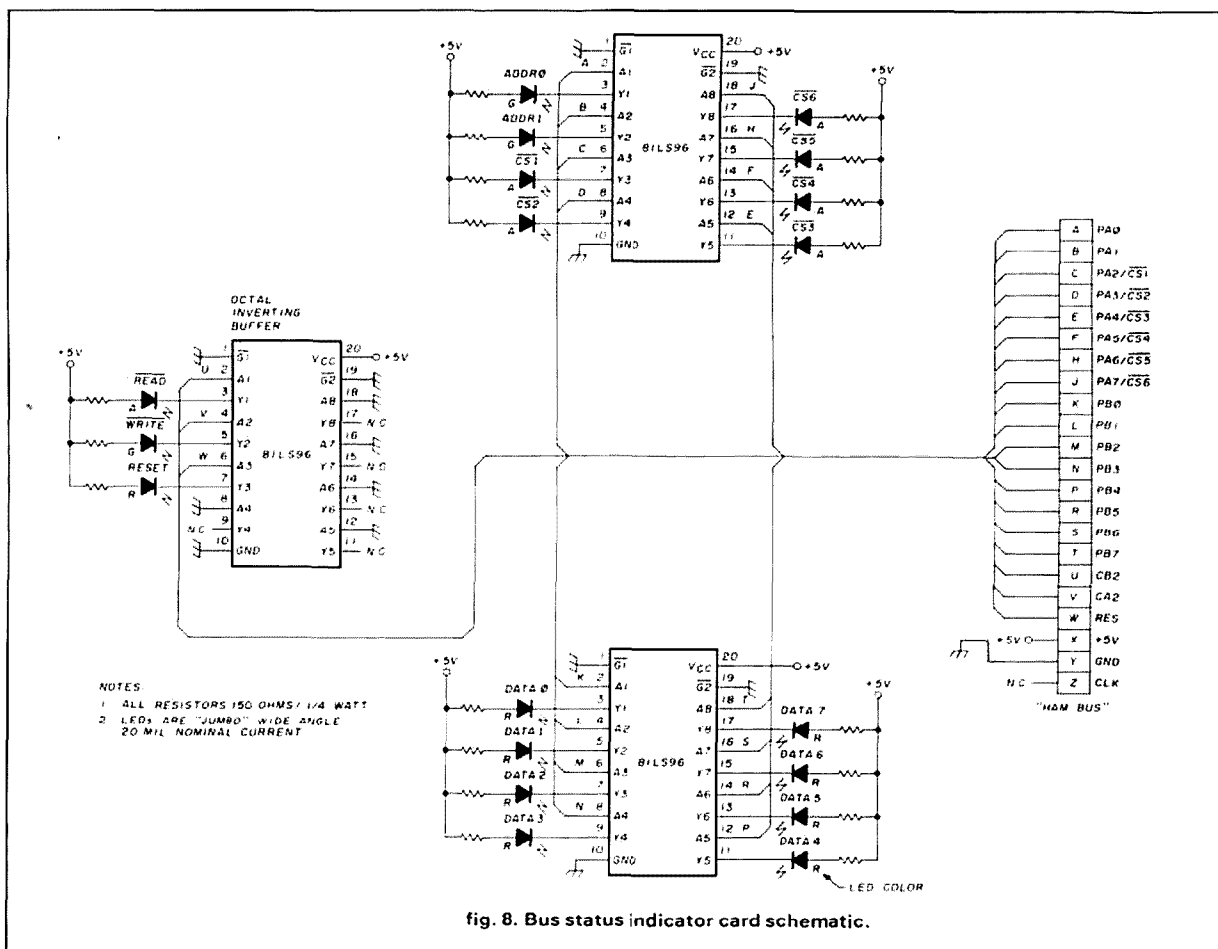 +5V
ADDR0
G
ADDR1
G
CS1
A
CS2
A
1 G1 VCC 20 +5V
A 2 A1 G2 19
3 Y1 A8 18 J
B 4 A2 Y8 17
5 Y2 A7 16 H
C 6 A3 Y7 15
7 Y3 A6 14 F
D 8 A4 Y6 13
9 Y4 A5 12 E
10 GND Y5 11
81LS96
+5V
CS6
A
CS5
A
CS4
A
CS3
A
OCTAL
INVERTING
BUFFER
+5V
READ
A
WRITE
G
RESET
R
1 G1 VCC 20 +5V
U 2 A1 G2 19
3 Y1 A8 18
V 4 A2 Y8 17 N.C
5 Y2 A7 16
W 6 A3 Y7 15 N.C
7 Y3 A6 14
8 A4 Y6 13 N.C
N.C 9 Y4 A5 12
10 GND Y5 11 N.C
81LS96
A PA0
B PA1
C PA2/CS1
D PA3/CS2
E PA4/CS3
F PA5/CS4
H PA6/CS5
J PA7/CS6
K PB0
L PB1
M PB2
N PB3
P PB4
R PB5
S PB6
T PB7
U CB2
V CA2
W RES
+5V X +5V
Y GND
N.C Z CLK
"HAM BUS"
+5V
DATA 0
R
DATA 1
R
DATA 2
R
DATA 3
R
1 G1 VCC 20 +5V
K 2 A1 G2 19
3 Y1 A8 18 T
L 4 A2 Y8 17
5 Y2 A7 16 S
M 6 A3 Y7 15
7 Y3 A6 14 R
N 8 A4 Y6 13
9 Y4 A5 12 P
10 GND Y5 11
81LS96
+5V
DATA 7
R
DATA 6
R
DATA 5
R
DATA 4
R
LED COLOR
NOTES
1 ALL RESISTORS 150 OHMS/ 1/4 WATT
2 LEDs ARE "JUMBO" WIDE ANGLE
20 MIL NOMINAL CURRENT
fig. 8. Bus status indicator card schematic.